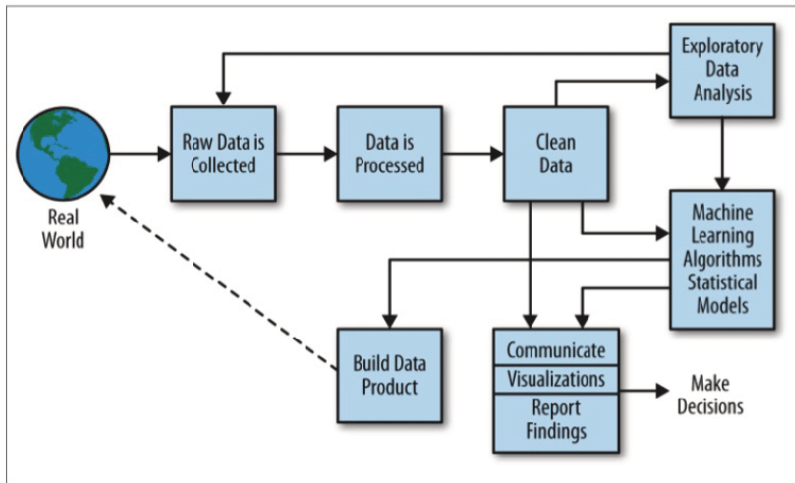 Exploratory
Data
Analysis
Raw Data is
Collected
Data is
Processed
Clean
Data
Real
World
Machine
Learning
Algorithms
Statistical
Models
Build Data
Product
Communicate
Visualizations
Report
Findings
Make
Decisions